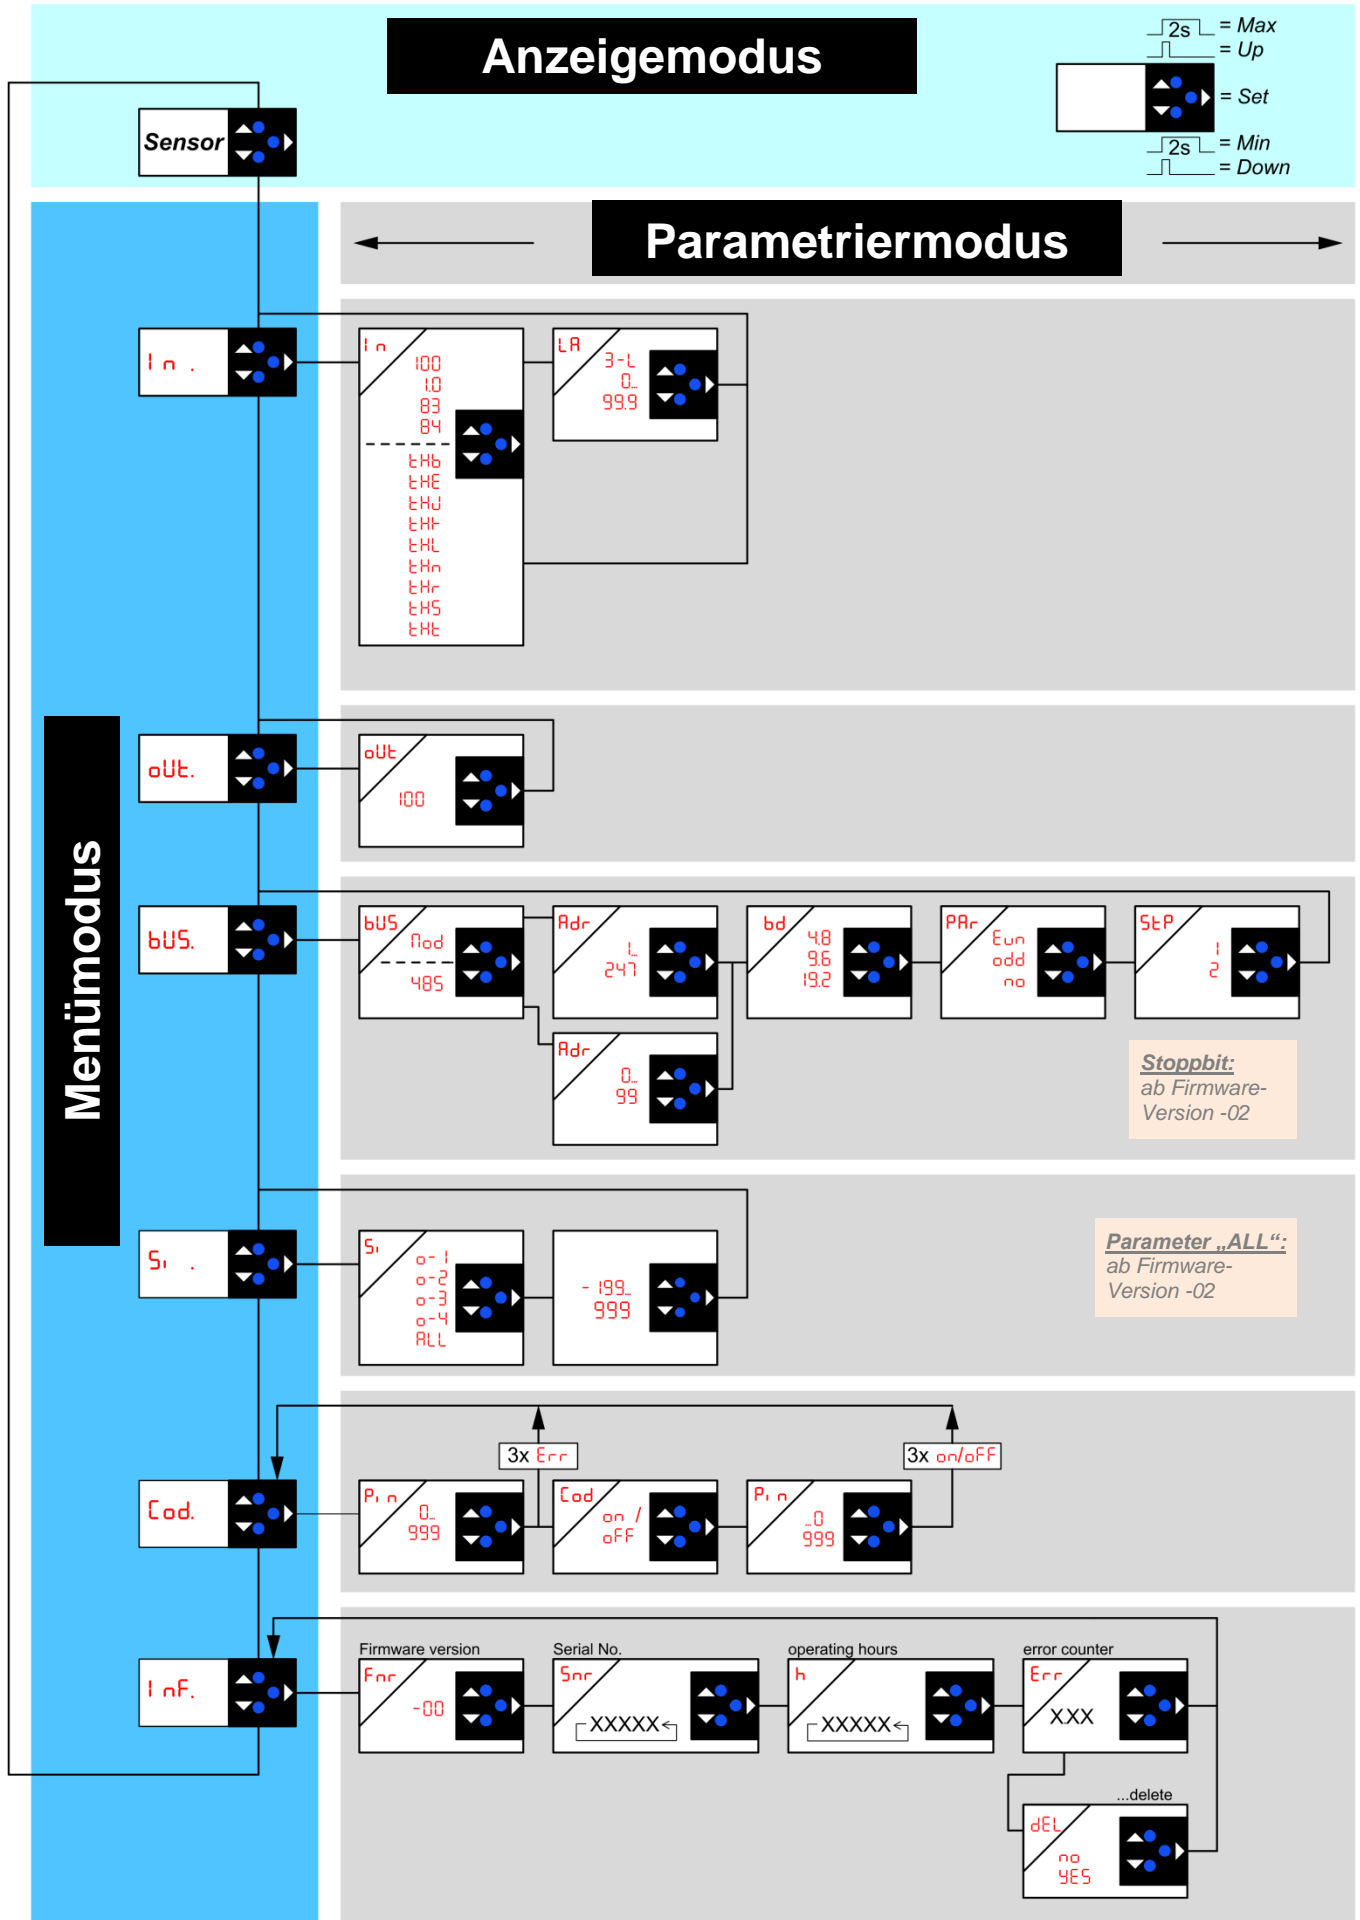 Anzeigemodus
2s = Max
= Up
= Set
2s = Min
= Down
Sensor
Parametriermodus
Menümodus
In .
In
100
1.0
83
84
tHb
tHE
tHJ
tHt
tHL
tHn
tHr
tHS
tHt
LA
3-L
0...
99.9
oUt.
oUt
100
bUS.
bUS
Mod
485
Adr
1...
247
Adr
0...
99
bd
4.8
9.6
19.2
PAr
Eun
odd
no
StP
1
2
Stoppbit:
ab Firmware-
Version -02
Si .
Si
o-1
o-2
o-3
o-4
ALL
-199...
999
Parameter „ALL“:
ab Firmware-
Version -02
Cod.
3x Err
3x on/oFF
Pin
0...
999
Cod
on /
oFF
Pin
...0
999
InF.
Firmware version
Fnr
-00
Serial No.
Snr
XXXXX
operating hours
h
XXXXX
error counter
Err
X.XX
...delete
dEL
no
YES